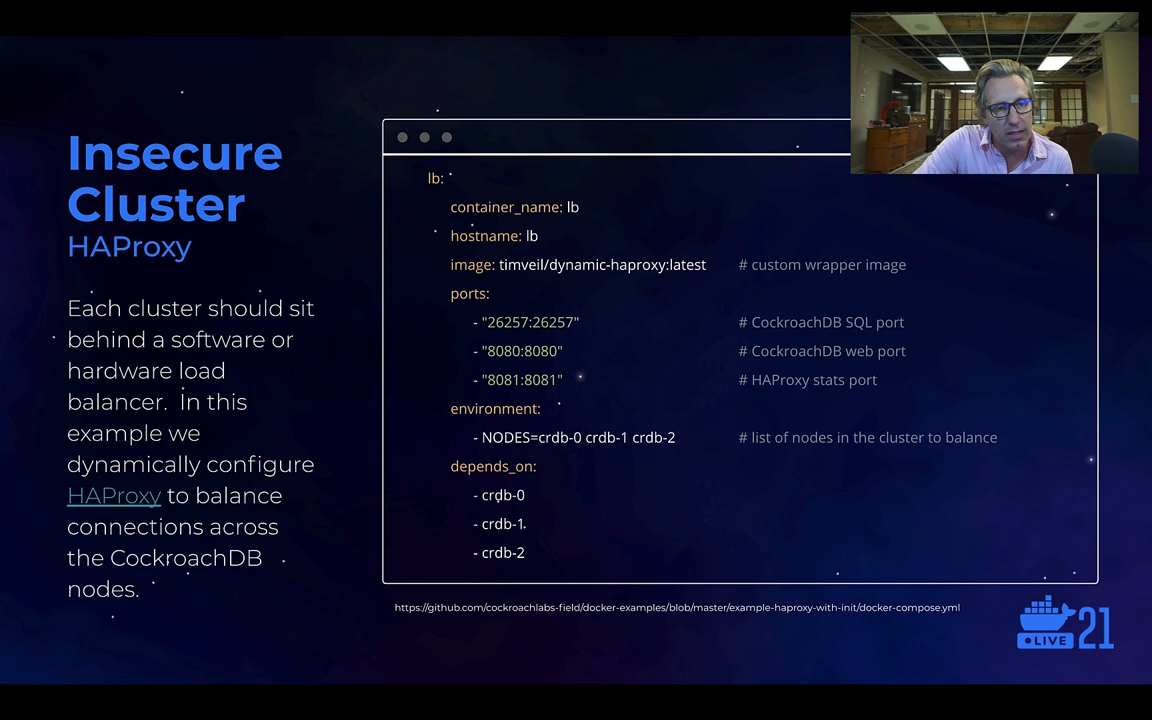 Insecure
Cluster
HAProxy
Each cluster should sit
behind a software or
hardware load
balancer.  In this
example we
dynamically configure
HAProxy to balance
connections across
the CockroachDB
nodes.
lb:
container_name: lb
hostname: lb
image: timveil/dynamic-haproxy:latest # custom wrapper image
ports:
- "26257:26257" # CockroachDB SQL port
- "8080:8080" # CockroachDB web port
- "8081:8081" # HAProxy stats port
environment:
- NODES=crdb-0 crdb-1 crdb-2 # list of nodes in the cluster to balance
depends_on:
- crdb-0
- crdb-1
- crdb-2
https://github.com/cockroachlabs-field/docker-examples/blob/master/example-haproxy-with-init/docker-compose.yml
LIVE 21